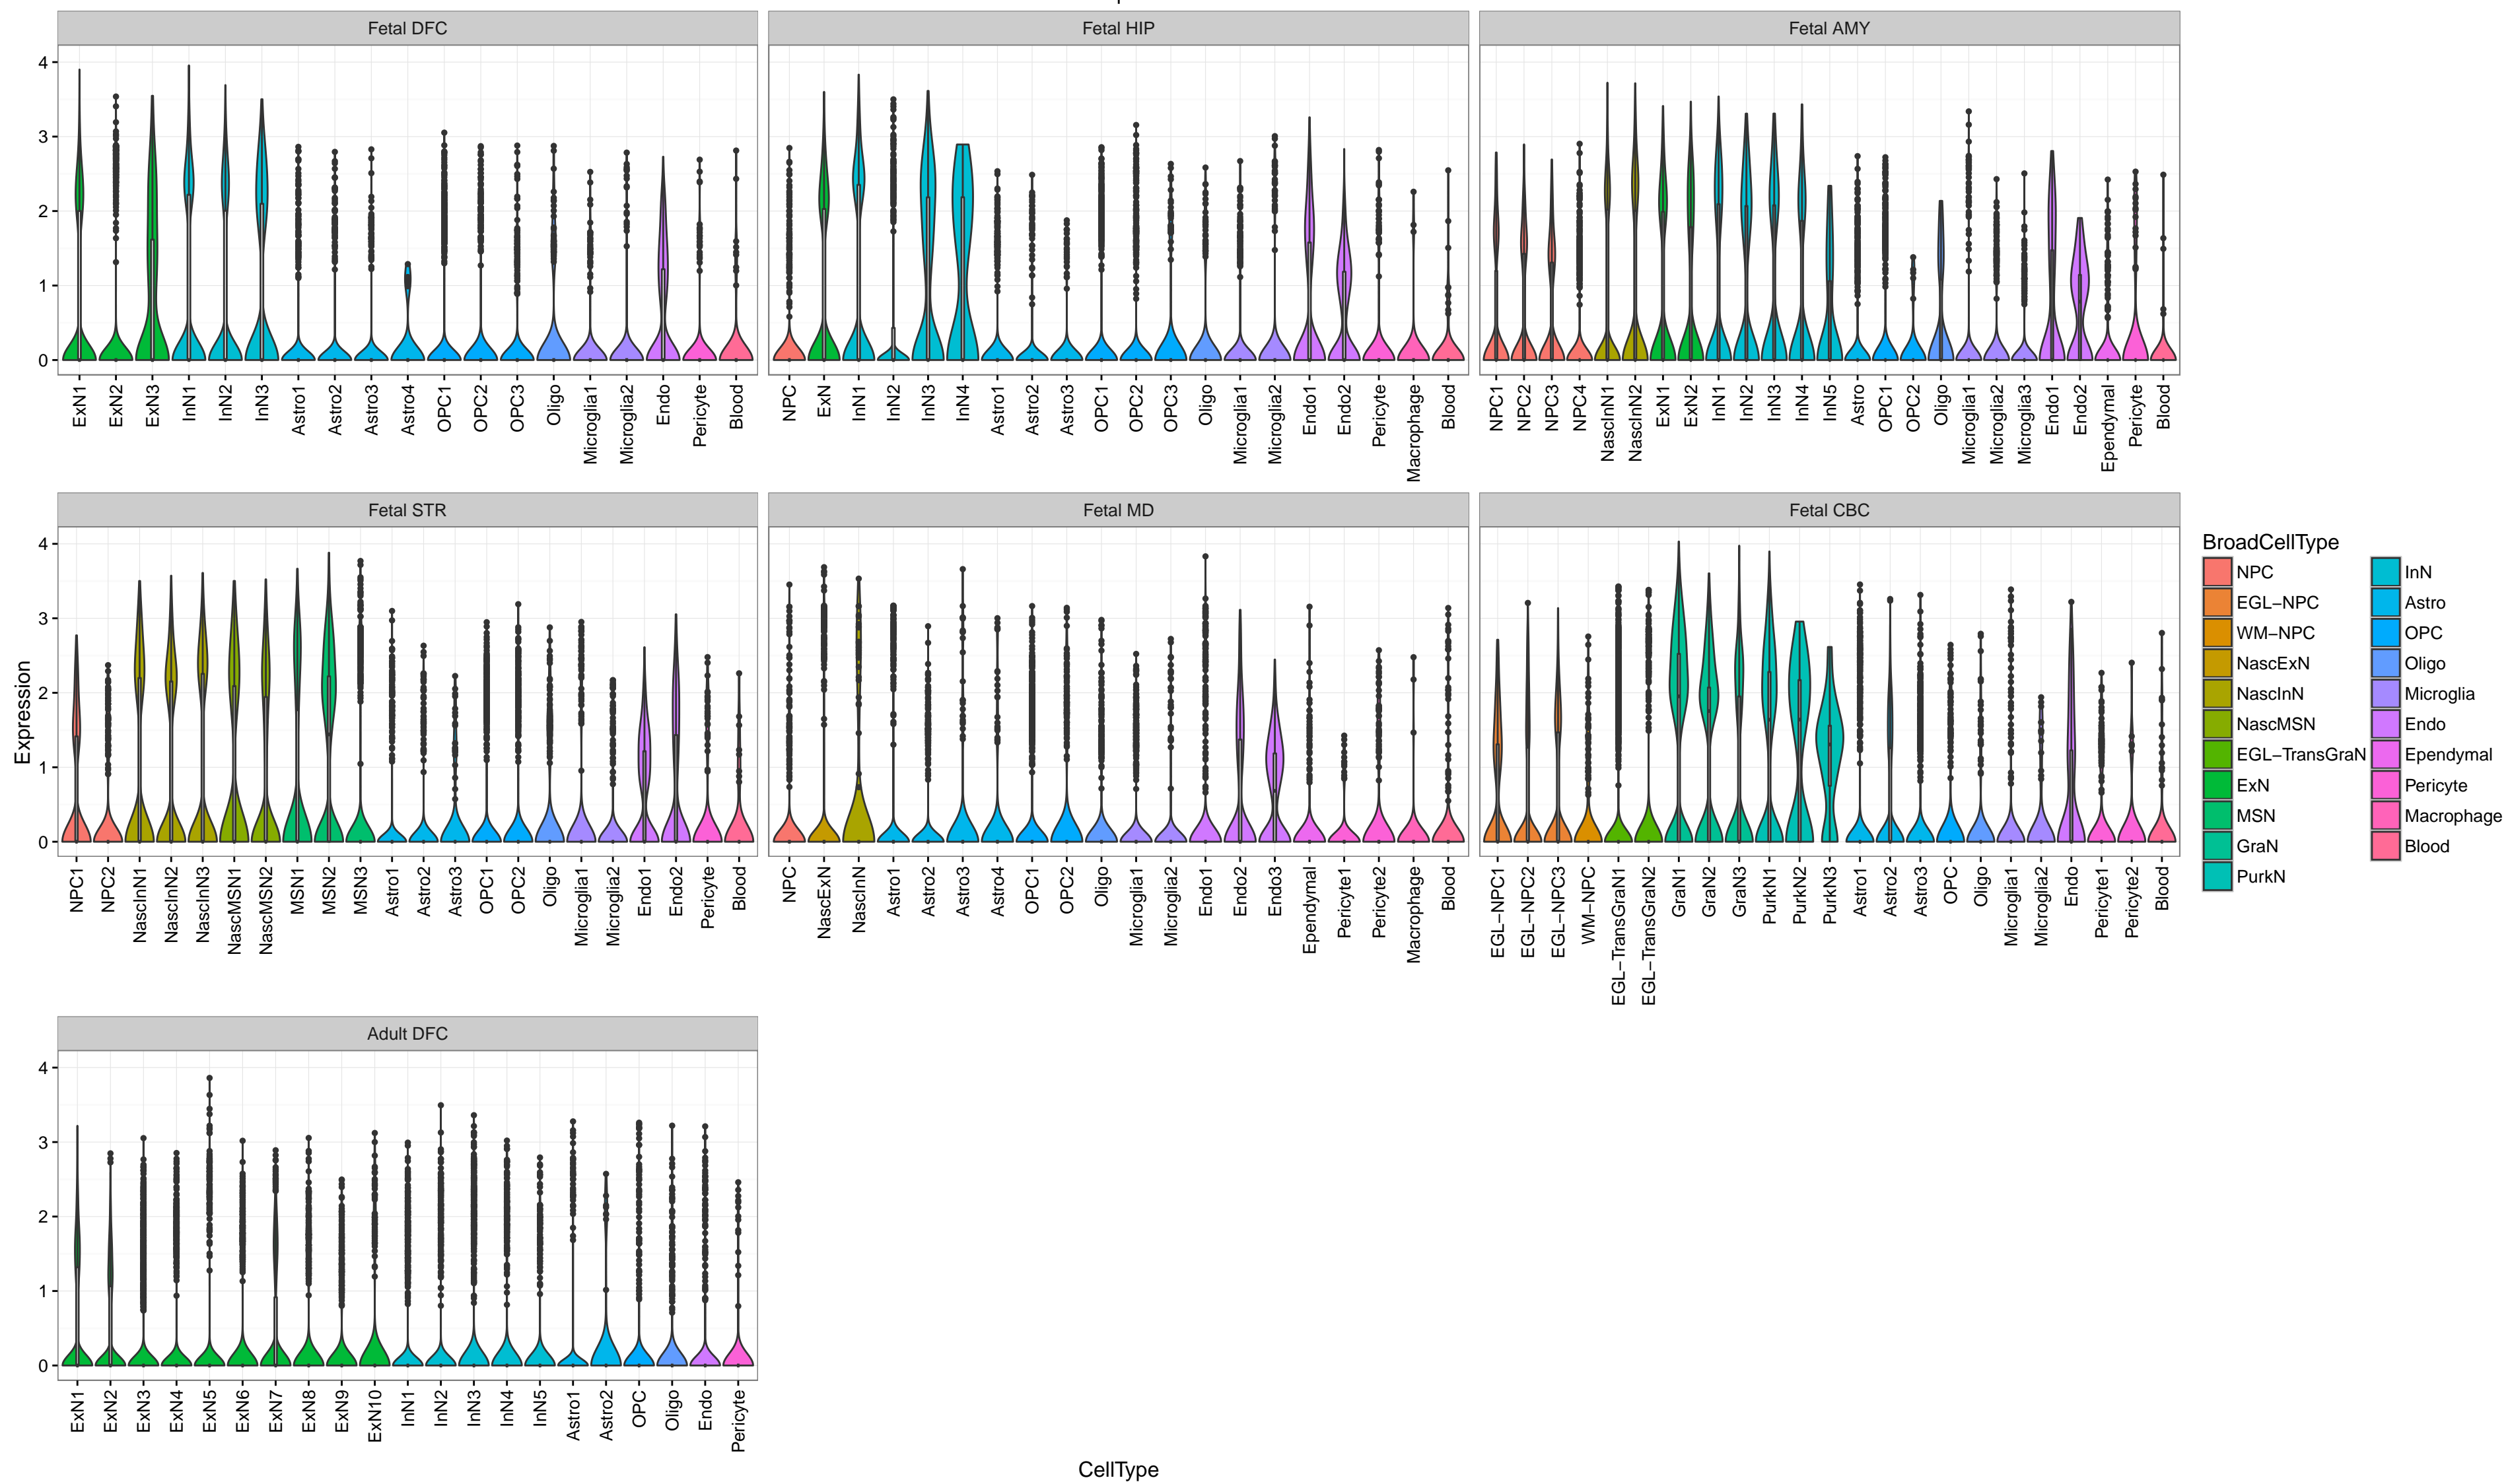 Fetal DFC
Fetal HIP
Fetal AMY
4
3
2
1
0
ExN1 ExN2 ExN3 InN1 InN2 InN3 Astro1 Astro2 Astro3 Astro4 OPC1 OPC2 OPC3 Oligo Microglia1 Microglia2 Endo Pericyte Blood
NPC ExN InN1 InN2 InN3 InN4 Astro1 Astro2 Astro3 OPC1 OPC2 OPC3 Oligo Microglia1 Microglia2 Endo1 Endo2 Pericyte Macrophage Blood
NPC1 NPC2 NPC3 NPC4 NascInN1 NascInN2 ExN1 ExN2 InN1 InN2 InN3 InN4 InN5 Astro OPC1 OPC2 Oligo Microglia1 Microglia2 Microglia3 Endo1 Endo2 Ependymal Pericyte Blood
Fetal STR
Fetal MD
Fetal CBC
4
3
2
1
0
Expression
NPC1 NPC2 NascInN1 NascInN2 NascInN3 NascMSN1 NascMSN2 MSN1 MSN2 MSN3 Astro1 Astro2 Astro3 OPC1 OPC2 Oligo Microglia1 Microglia2 Endo1 Endo2 Pericyte Blood
NPC NascExN NascInN Astro1 Astro2 Astro3 Astro4 OPC1 OPC2 Oligo Microglia1 Microglia2 Endo1 Endo2 Endo3 Ependymal Pericyte1 Pericyte2 Macrophage Blood
EGL−NPC1 EGL−NPC2 EGL−NPC3 WM−NPC EGL−TransGraN1 EGL−TransGraN2 GraN1 GraN2 GraN3 PurkN1 PurkN2 PurkN3 Astro1 Astro2 Astro3 OPC Oligo Microglia1 Microglia2 Endo Pericyte1 Pericyte2 Blood
BroadCellType
NPC
EGL−NPC
WM−NPC
NascExN
NascInN
NascMSN
EGL−TransGraN
ExN
MSN
GraN
PurkN
InN
Astro
OPC
Oligo
Microglia
Endo
Ependymal
Pericyte
Macrophage
Blood
Adult DFC
4
3
2
1
0
ExN1 ExN2 ExN3 ExN4 ExN5 ExN6 ExN7 ExN8 ExN9 ExN10 InN1 InN2 InN3 InN4 InN5 Astro1 Astro2 OPC Oligo Endo Pericyte
CellType